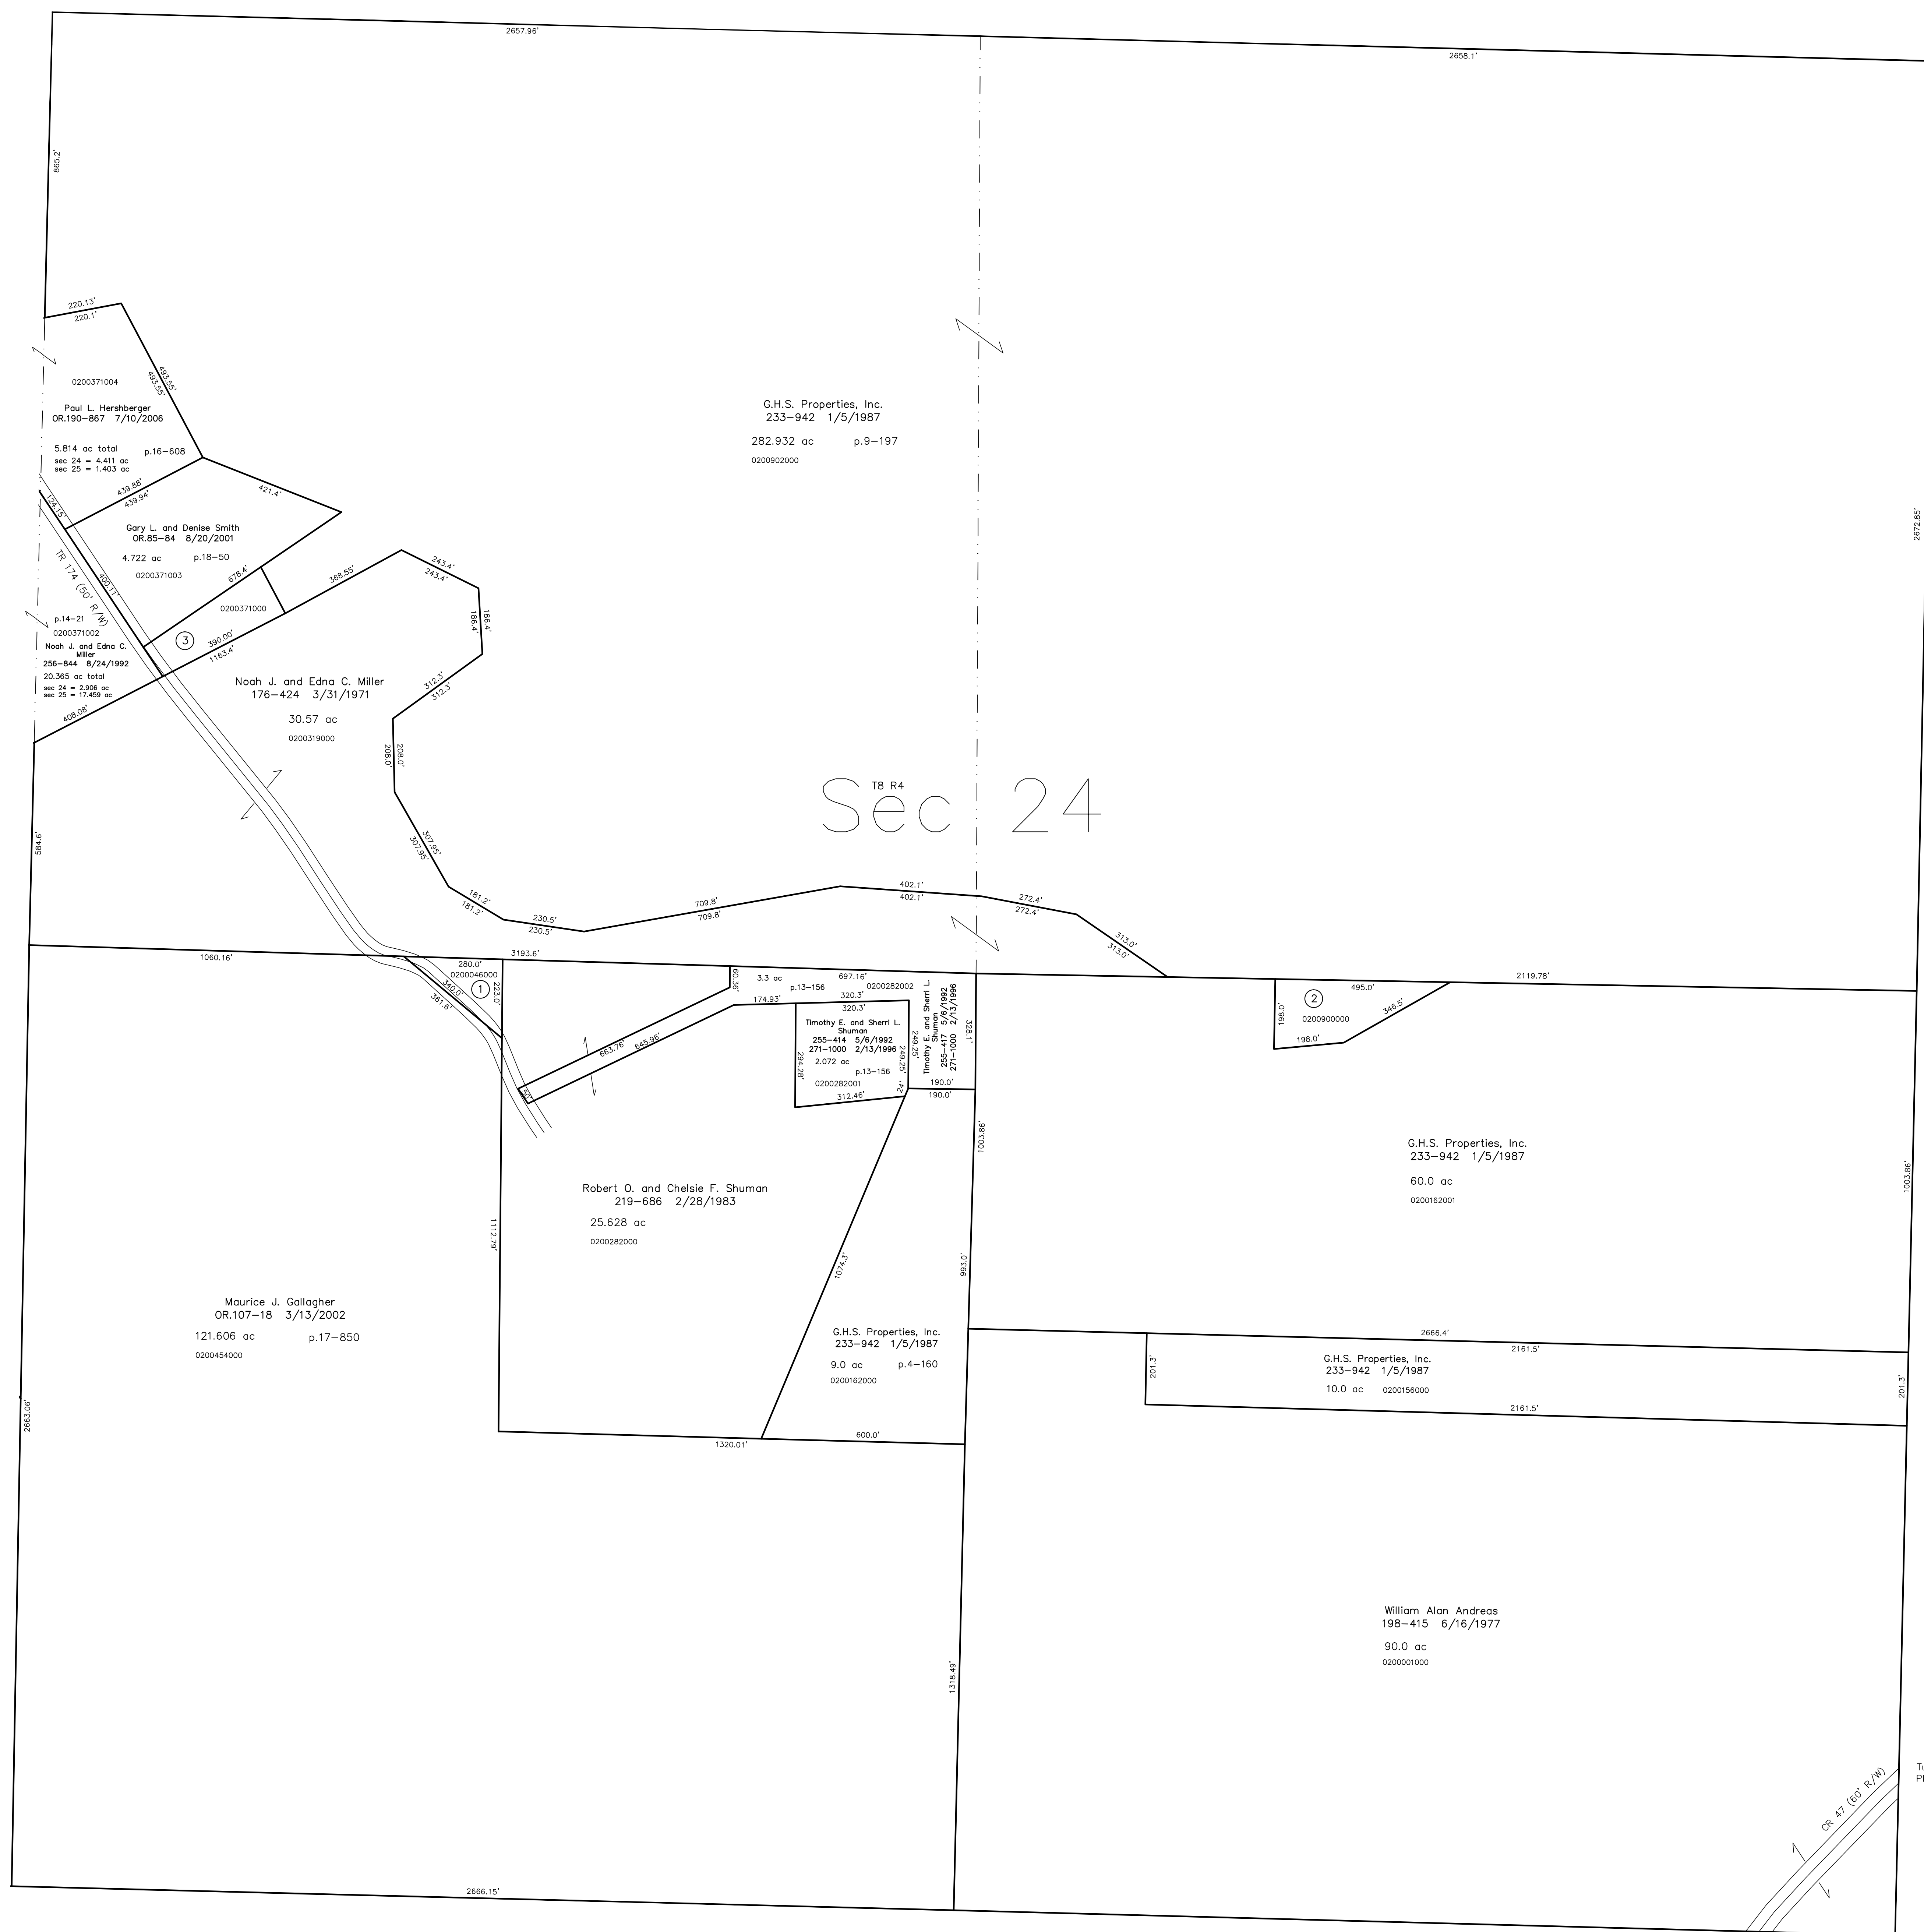 2657.96'
2658.1'
865.2'
220.13'
220.1'
493.55'
493.55'
0200371004
Paul L. Hershberger
OR.190-867 7/10/2006
5.814 ac total
p.16-608
sec 24 = 4.411 ac
sec 25 = 1.403 ac
439.88'
439.94'
421.4'
124.15'
Gary L. and Denise Smith
OR.85-84 8/20/2001
4.722 ac p.18-50
0200371003
TR 174 (50' R/W)
400.11'
678.4'
0200371000
3
390.00'
1163.4'
368.55'
243.4'
243.4'
186.4'
186.4'
312.3'
312.3'
208.0'
208.0'
307.95'
307.95'
181.2'
181.2'
230.5'
230.5'
709.8'
709.8'
402.1'
402.1'
272.4'
272.4'
313.0'
313.0'
p.14-21
0200371002
Noah J. and Edna C.
Miller
256-844 8/24/1992
20.365 ac total
sec 24 = 2.906 ac
sec 25 = 17.459 ac
408.08'
584.6'
Noah J. and Edna C. Miller
176-424 3/31/1971
30.57 ac
0200319000
G.H.S. Properties, Inc.
233-942 1/5/1987
282.932 ac p.9-197
0200902000
2672.85'
T8 R4
Sec 24
1060.16'
3193.6'
280.0'
0200046000
1
223.0'
340.0'
361.6'
60.36'
3.3 ac
697.16'
p.13-156
0200282002
174.93'
320.3'
320.3'
663.76'
645.96'
50'
Timothy E. and Sherri L.
Shuman
255-414 5/6/1992
271-1000 2/13/1996
2.072 ac
p.13-156
0200282001
294.28'
249.25'
249.25'
312.46'
24'
Timothy E. and Sherri L.
Shuman
255-417 5/6/1992
271-1000 2/13/1996
328.1'
190.0'
190.0'
2119.78'
495.0'
2
0200900000
198.0'
198.0'
346.5'
1003.86'
993.0'
1003.86'
G.H.S. Properties, Inc.
233-942 1/5/1987
60.0 ac
0200162001
Robert O. and Chelsie F. Shuman
219-686 2/28/1983
25.628 ac
0200282000
1112.79'
1074.3'
Maurice J. Gallagher
OR.107-18 3/13/2002
121.606 ac p.17-850
0200454000
2663.06'
G.H.S. Properties, Inc.
233-942 1/5/1987
9.0 ac p.4-160
0200162000
600.0'
1320.01'
2666.4'
2161.5'
G.H.S. Properties, Inc.
233-942 1/5/1987
10.0 ac 0200156000
201.3'
201.3'
2161.5'
1318.49'
William Alan Andreas
198-415 6/16/1977
90.0 ac
0200001000
CR 47 (60' R/W)
2666.15'